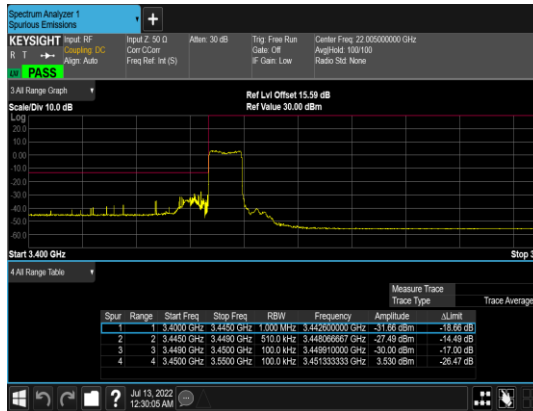 Spectrum Analyzer 1
Spurious Emissions
+
KEYSIGHT Input: RF Input Z: 50 Ω Atten: 30 dB Trig: Free Run Center Freq: 22.005000000 GHz
R T Coupling: DC Corr CCorr Gate: Off Avg|Hold: 100/100
Align: Auto Freq Ref: Int (S) IF Gain: Low Radio Std: None
PASS
3 All Range Graph Ref Lvl Offset 15.59 dB
Scale/Div 10.0 dB Ref Value 30.00 dBm
Log
20.0
10.0
0.00
-10.0
-20.0
-30.0
-40.0
-50.0
-60.0
Start 3.400 GHz Stop 3
4 All Range Table
Measure Trace
Trace Type Trace Average
Spur Range Start Freq Stop Freq RBW Frequency Amplitude ΔLimit
1 1 3.4000 GHz 3.4450 GHz 1.000 MHz 3.442600000 GHz -31.66 dBm -18.66 dB
2 2 3.4450 GHz 3.4490 GHz 510.0 kHz 3.448066667 GHz -27.49 dBm -14.49 dB
3 3 3.4490 GHz 3.4500 GHz 100.0 kHz 3.449910000 GHz -30.00 dBm -17.00 dB
4 4 3.4500 GHz 3.5500 GHz 100.0 kHz 3.451333333 GHz 3.530 dBm -26.47 dB
? Jul 13, 2022
12:30:05 AM